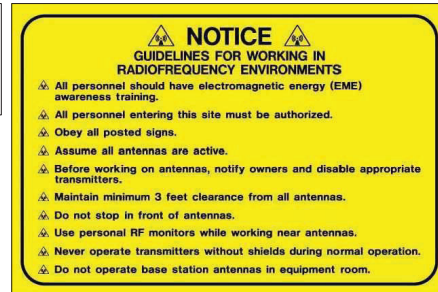 NOTICE
GUIDELINES FOR WORKING IN
RADIOFREQUENCY ENVIRONMENTS
All personnel should have electromagnetic energy (EME)
awareness training.
All personnel entering this site must be authorized.
Obey all posted signs.
Assume all antennas are active.
Before working on antennas, notify owners and disable appropriate
transmitters.
Maintain minimum 3 feet clearance from all antennas.
Do not stop in front of antennas.
Use personal RF monitors while working near antennas.
Never operate transmitters without shields during normal operation.
Do not operate base station antennas in equipment room.